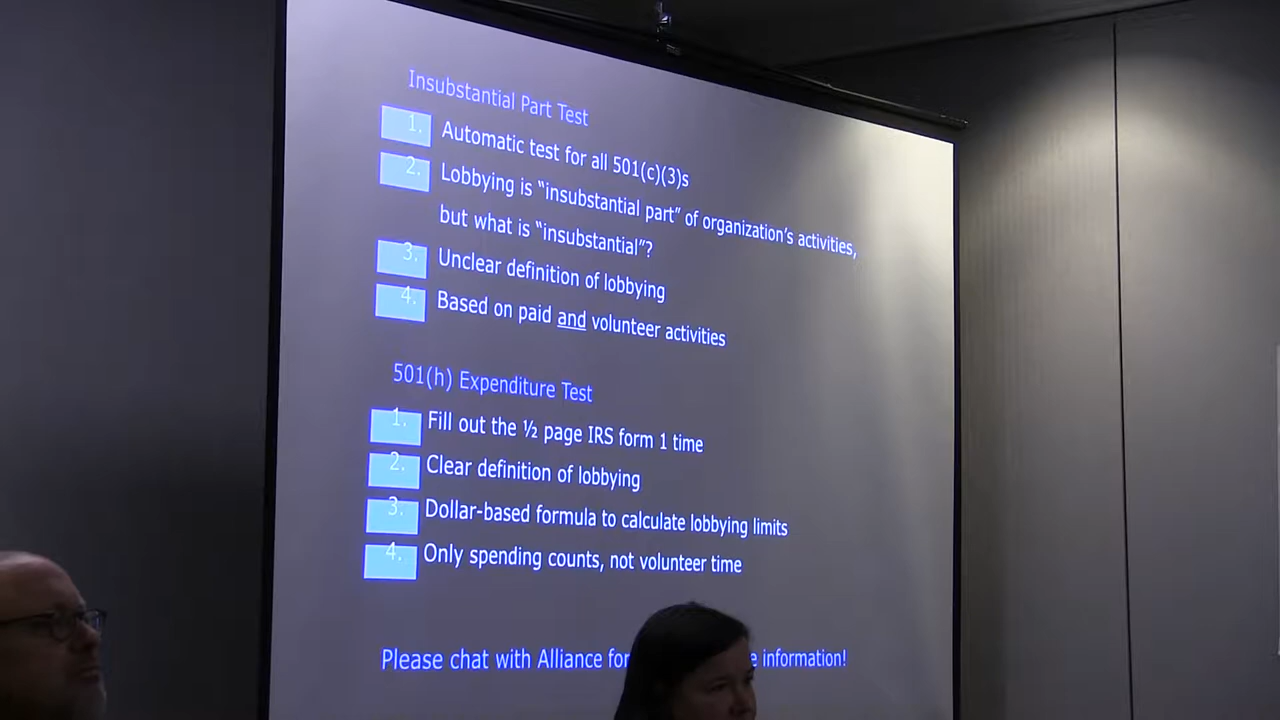 Insubstantial Part Test
1. Automatic test for all 501(c)(3)s
2. Lobbying is “insubstantial part” of organization’s activities,
but what is “insubstantial”?
3. Unclear definition of lobbying
4. Based on paid and volunteer activities
501(h) Expenditure Test
1. Fill out the ½ page IRS form 1 time
2. Clear definition of lobbying
3. Dollar-based formula to calculate lobbying limits
4. Only spending counts, not volunteer time
Please chat with Alliance for information!